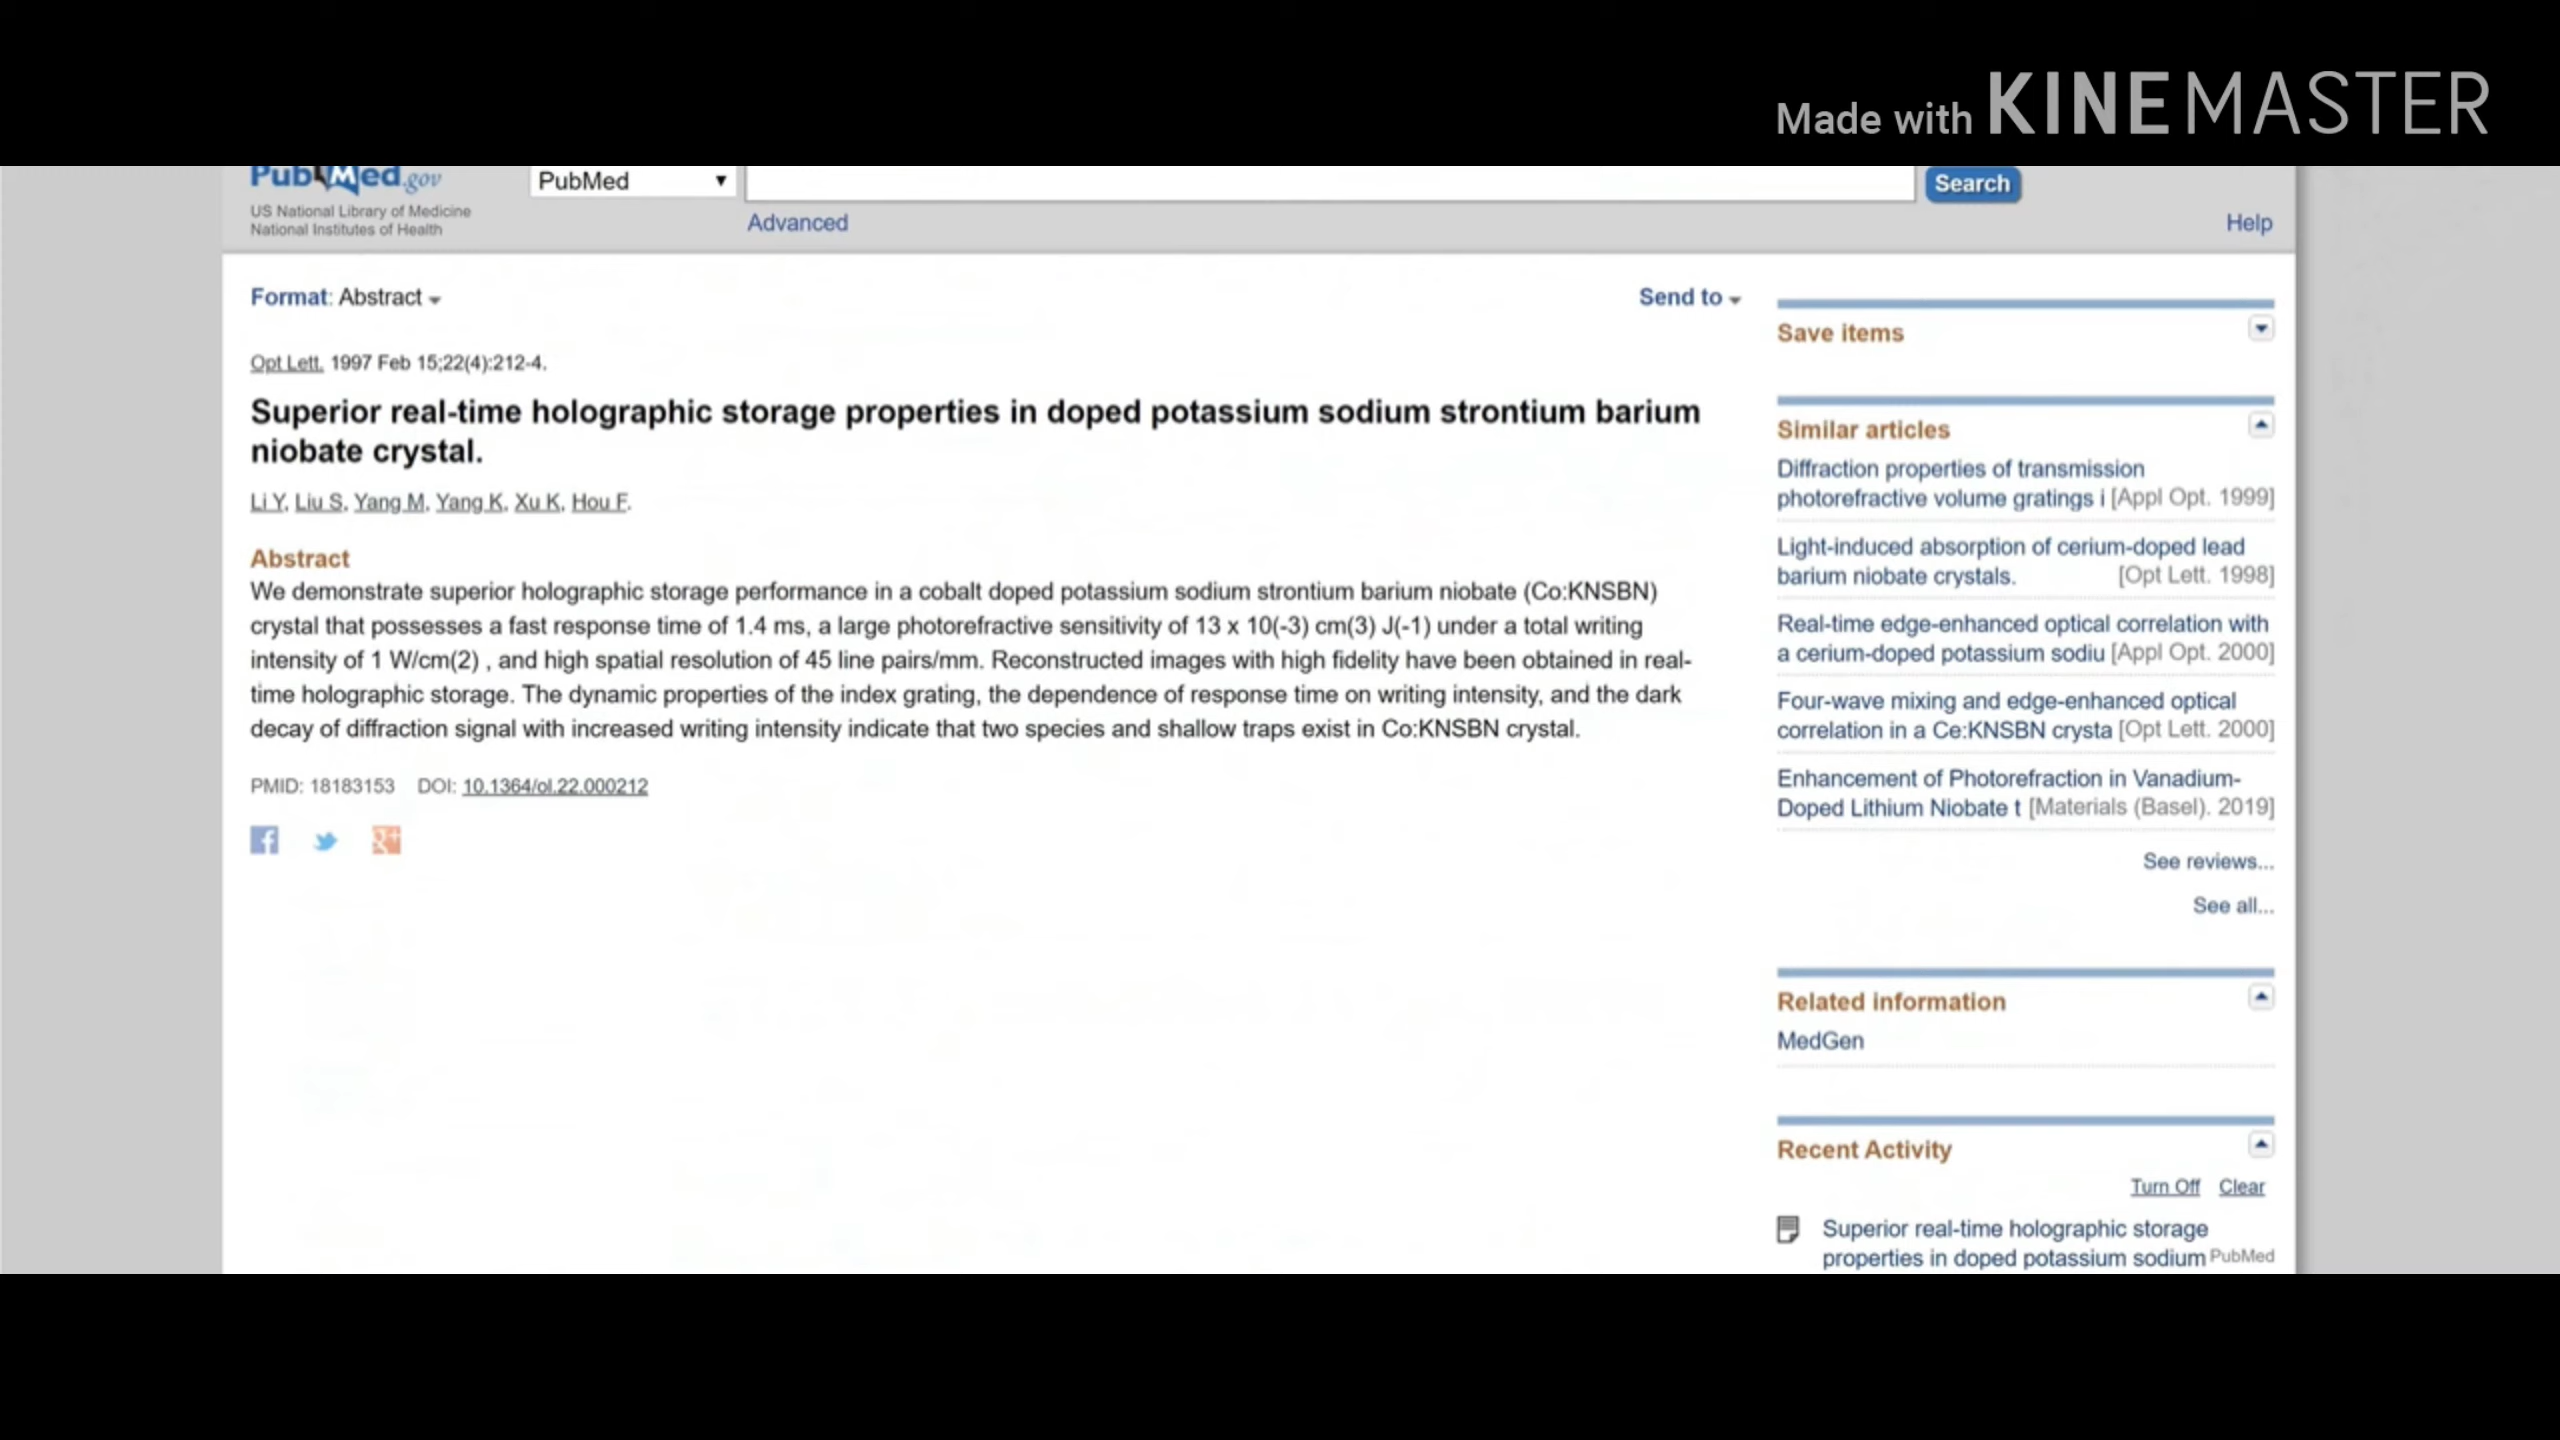 Made with KINEMASTER
PubMed.gov
PubMed
Search
US National Library of Medicine
National Institutes of Health
Advanced
Help
Format: Abstract
Send to
Opt Lett. 1997 Feb 15;22(4):212-4.
Superior real-time holographic storage properties in doped potassium sodium strontium barium
niobate crystal.
Li Y, Liu S, Yang M, Yang K, Xu K, Hou F.
Abstract
We demonstrate superior holographic storage performance in a cobalt doped potassium sodium strontium barium niobate (Co:KNSBN)
crystal that possesses a fast response time of 1.4 ms, a large photorefractive sensitivity of 13 x 10(-3) cm(3) J(-1) under a total writing
intensity of 1 W/cm(2) , and high spatial resolution of 45 line pairs/mm. Reconstructed images with high fidelity have been obtained in real-
time holographic storage. The dynamic properties of the index grating, the dependence of response time on writing intensity, and the dark
decay of diffraction signal with increased writing intensity indicate that two species and shallow traps exist in Co:KNSBN crystal.
PMID: 18183153 DOI: 10.1364/ol.22.000212
f
g+
Save items
Similar articles
Diffraction properties of transmission
photorefractive volume gratings i [Appl Opt. 1999]
Light-induced absorption of cerium-doped lead
barium niobate crystals. [Opt Lett. 1998]
Real-time edge-enhanced optical correlation with
a cerium-doped potassium sodiu [Appl Opt. 2000]
Four-wave mixing and edge-enhanced optical
correlation in a Ce:KNSBN crysta [Opt Lett. 2000]
Enhancement of Photorefraction in Vanadium-
Doped Lithium Niobate t [Materials (Basel). 2019]
See reviews...
See all...
Related information
MedGen
Recent Activity
Turn Off Clear
Superior real-time holographic storage
properties in doped potassium sodium PubMed